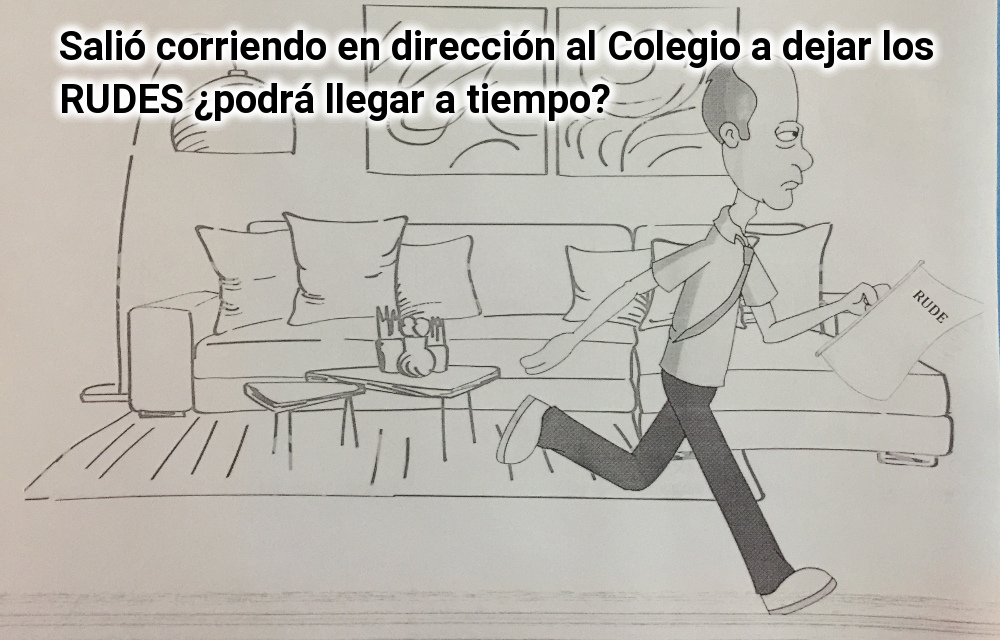 Salió corriendo en dirección al Colegio a dejar los
RUDES ¿podrá llegar a tiempo?
RUDE